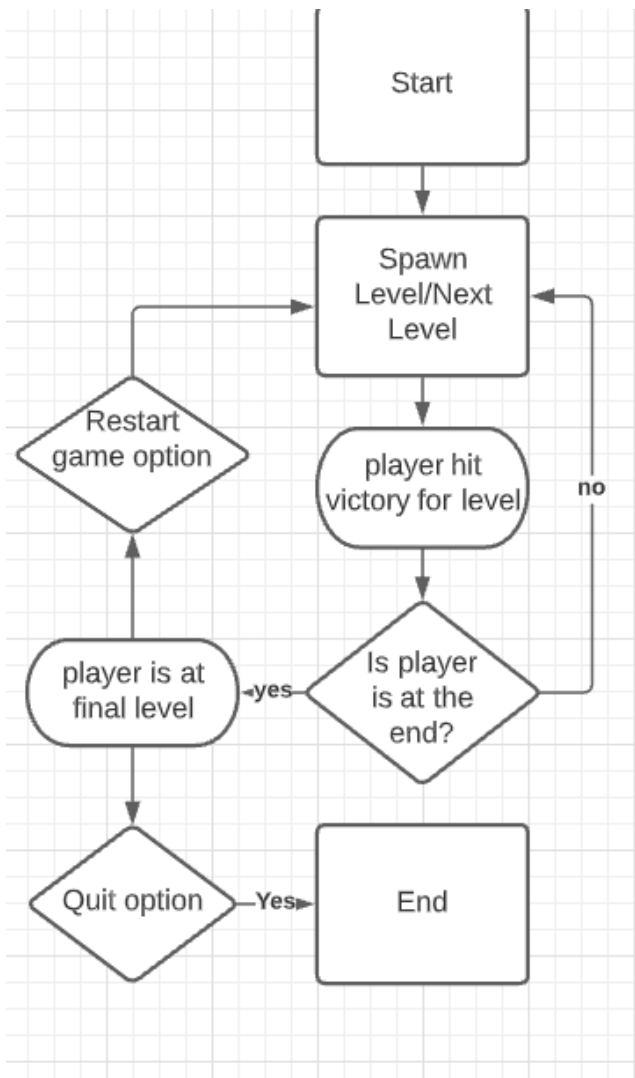 Start
Spawn
Level/Next
Level
Restart
game option
player hit
victory for level
no
Is player
is at the
end?
yes
player is at
final level
Quit option
Yes
End